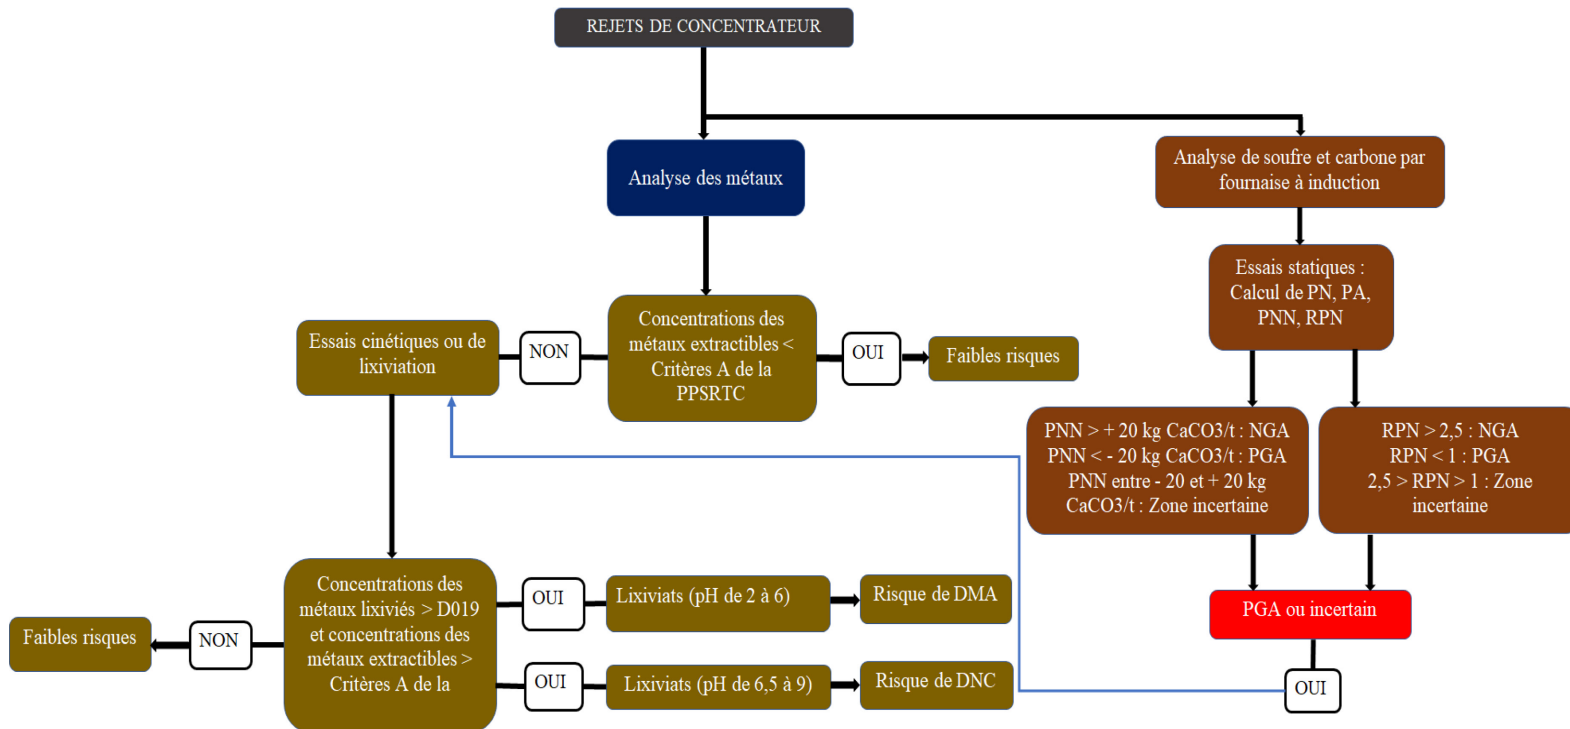 REJETS DE CONCENTRATEUR
Analyse des métaux
Analyse de soufre et carbone par
fournaise à induction
Essais statiques :
Calcul de PN, PA,
PNN, RPN
Essais cinétiques ou de
lixiviation
NON
Concentrations des
métaux extractibles <
Critères A de la
PPSRTC
OUI
Faibles risques
PNN > + 20 kg CaCO3/t : NGA
PNN < - 20 kg CaCO3/t : PGA
PNN entre - 20 et + 20 kg
CaCO3/t : Zone incertaine
RPN > 2,5 : NGA
RPN < 1 : PGA
2,5 > RPN > 1 : Zone
incertaine
Faibles risques
NON
Concentrations des
métaux lixiviés > D019
et concentrations des
métaux extractibles >
Critères A de la
OUI
Lixiviats (pH de 2 à 6)
Risque de DMA
OUI
Lixiviats (pH de 6,5 à 9)
Risque de DNC
PGA ou incertain
OUI